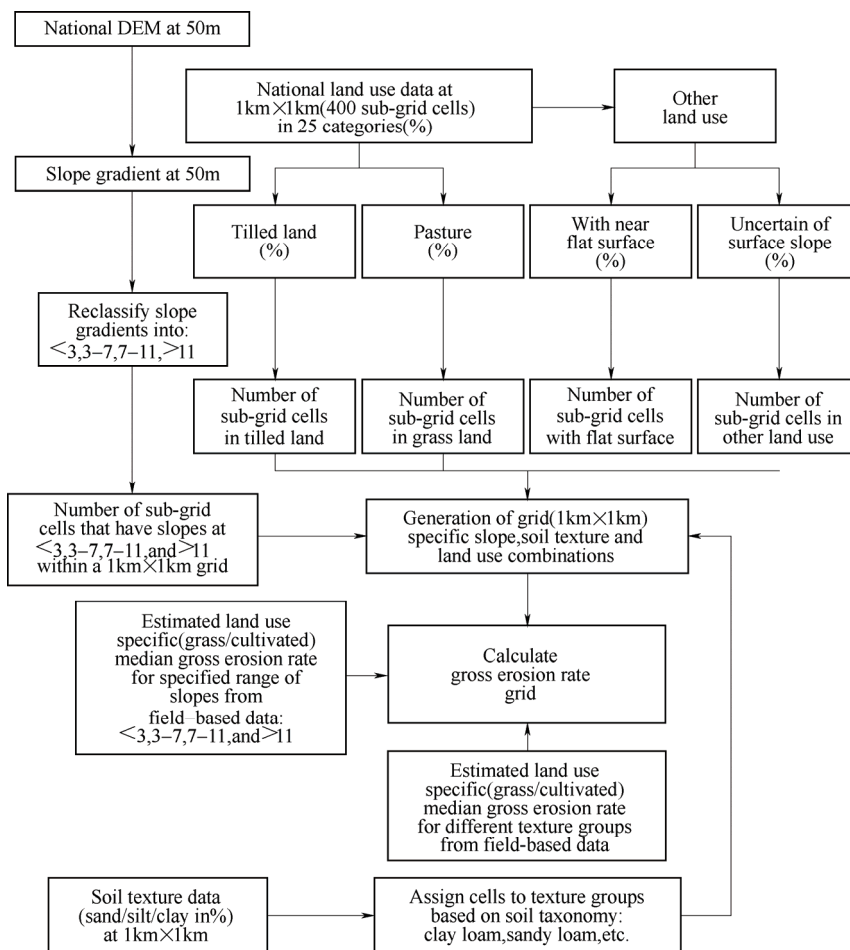 National DEM at 50m
National land use data at
1km×1km(400 sub-grid cells)
in 25 categories(%)
Other
land use
Slope gradient at 50m
Tilled land
(%)
Pasture
(%)
With near
flat surface
(%)
Uncertain of
surface slope
(%)
Reclassify slope
gradients into:
<3,3–7,7–11,>11
Number of
sub-grid cells
in tilled land
Number of
sub-grid cells
in grass land
Number of
sub-grid cells
with flat surface
Number of
sub-grid cells in
other land use
Number of sub-grid
cells that have slopes at
<3,3–7,7–11,and>11
within a 1km×1km grid
Generation of grid(1km×1km)
specific slope,soil texture and
land use combinations
Estimated land use
specific(grass/cultivated)
median gross erosion rate
for specified range of
slopes from
field–based data:
<3,3–7,7–11,and>11
Calculate
gross erosion rate
grid
Estimated land use
specific(grass/cultivated)
median gross erosion rate
for different texture groups
from field-based data
Soil texture data
(sand/silt/clay in%)
at 1km×1km
Assign cells to texture groups
based on soil taxonomy:
clay loam,sandy loam,etc.